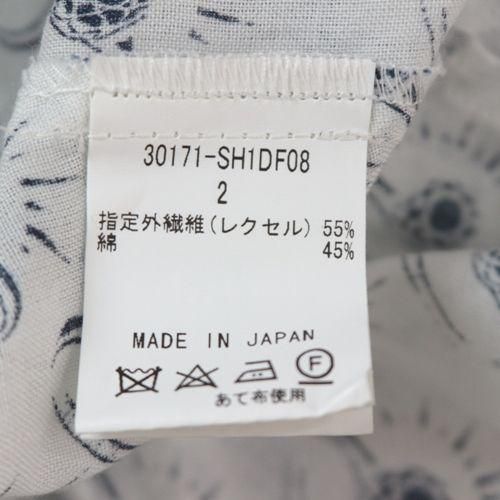 30171-SH1DF08
2
指定外繊維(レクセル) 55%
綿 45%
MADE IN JAPAN
F
あて布使用